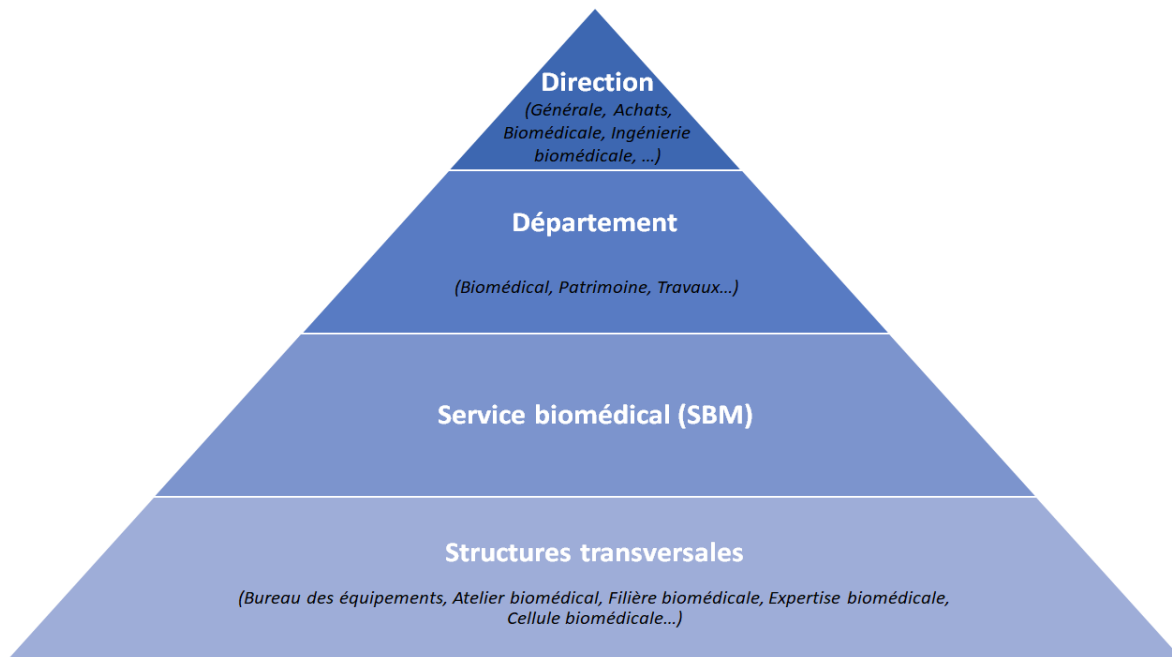 Direction
(Générale, Achats,
Biomédicale, Ingénierie
biomédicale, ...)
Département
(Biomédical, Patrimoine, Travaux...)
Service biomédical (SBM)
Structures transversales
(Bureau des équipements, Atelier biomédical, Filière biomédicale, Expertise biomédicale,
Cellule biomédicale...)